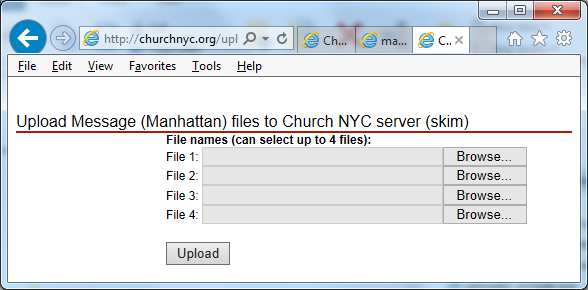 http://churchnyc.org/upl
Ch...
ma...
C...
File Edit View Favorites Tools Help
Upload Message (Manhattan) files to Church NYC server (skim)
File names (can select up to 4 files):
File 1: Browse...
File 2: Browse...
File 3: Browse...
File 4: Browse...
Upload